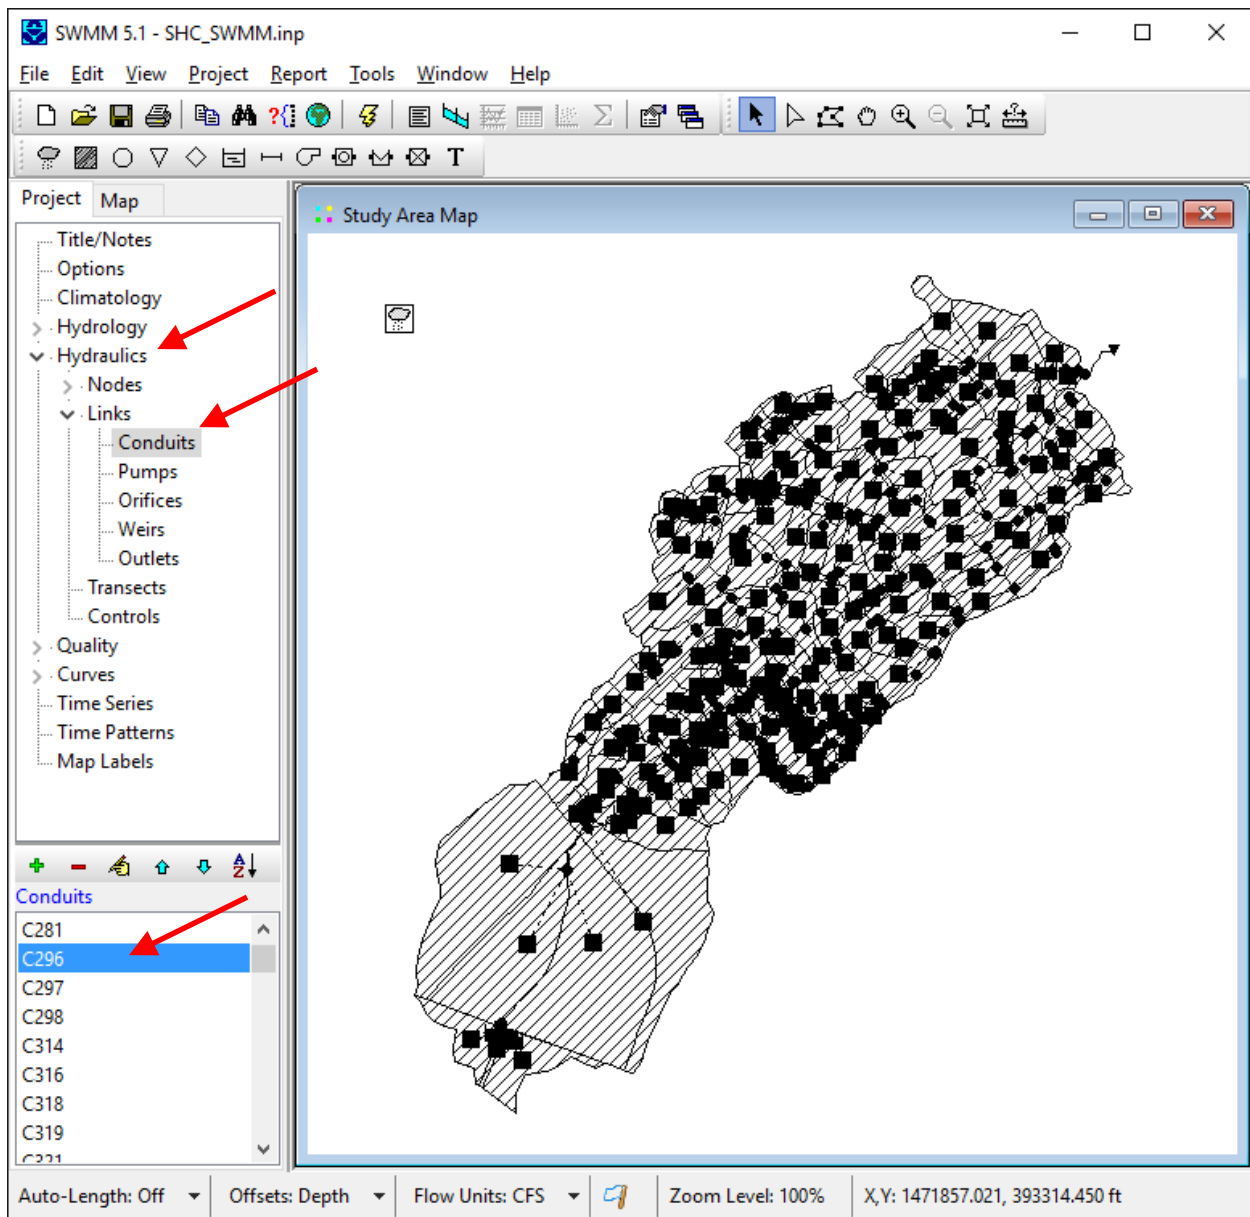 SWMM 5.1 - SHC_SWMM.inp
File Edit View Project Report Tools Window Help
T
Project Map
Title/Notes
Options
Climatology
Hydrology
Hydraulics
Nodes
Links
Conduits
Pumps
Orifices
Weirs
Outlets
Transects
Controls
Quality
Curves
Time Series
Time Patterns
Map Labels
Study Area Map
A
Z
Conduits
C281
C296
C297
C298
C314
C316
C318
C319
C321
Auto-Length: Off Offsets: Depth Flow Units: CFS Zoom Level: 100% X,Y: 1471857.021, 393314.450 ft